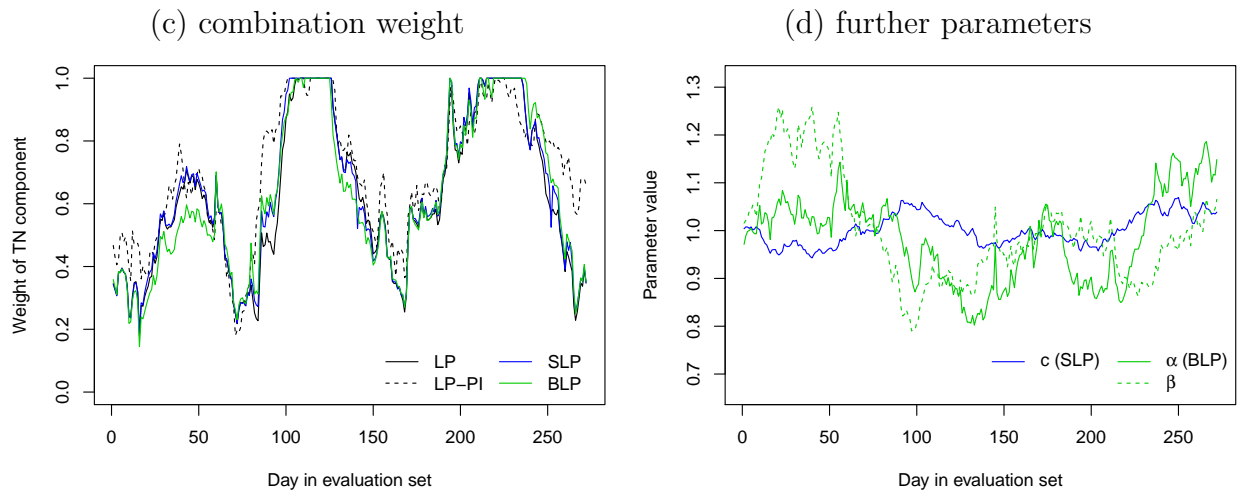 (c) combination weight
Weight of TN component
1.0
0.8
0.6
0.4
0.2
0.0
LP
LP−PI
SLP
BLP
0 50 100 150 200 250
Day in evaluation set
(d) further parameters
Parameter value
1.3
1.2
1.1
1.0
0.9
0.8
0.7
c (SLP)
α (BLP)
β
0 50 100 150 200 250
Day in evaluation set